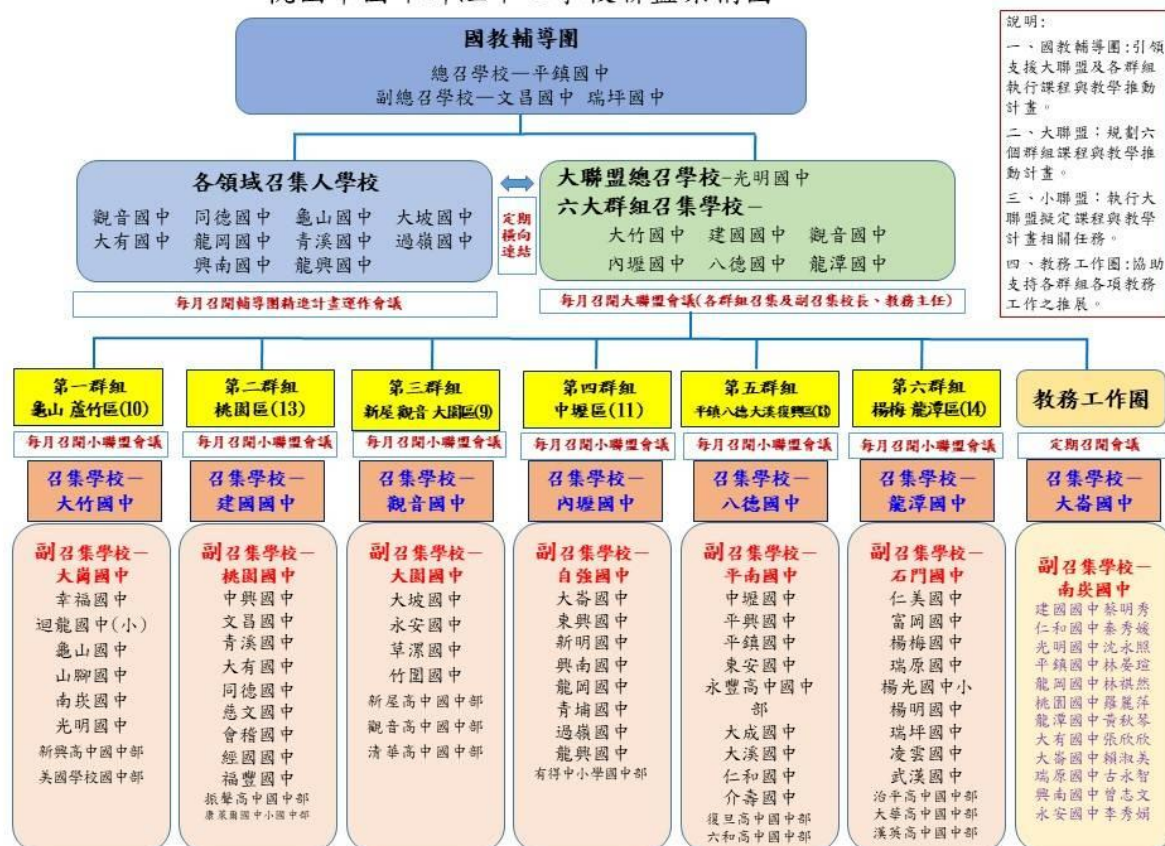 國教輔導團
總召學校—平鎮國中
副總召學校—文昌國中 瑞坪國中
說明:
一、國教輔導團:引領
支援大聯盟及各群組
執行課程與教學推動
計畫。
二、大聯盟:規劃六
個群組課程與教學推
動計畫。
三、小聯盟:執行大
聯盟擬定課程與教學
計畫相關任務。
四、教務工作圈:協助
支持各群組各項教務
工作之推展。
各領域召集人學校
觀音國中 同德國中 龜山國中 大坡國中
大有國中 龍岡國中 青溪國中 過嶺國中
興南國中 龍興國中
定期
橫向
連結
大聯盟總召學校-光明國中
六大群組召集學校—
大竹國中 建國國中 觀音國中
內壢國中 八德國中 龍潭國中
每月召開輔導團精進計畫運作會議
每月召開大聯盟會議(各群組召集及副召集校長、教務主任)
第一群組
龜山 蘆竹區(10)
每月召開小聯盟會議
召集學校—
大竹國中
副召集學校—
大崗國中
幸福國中
迴龍國中(小)
龜山國中
山腳國中
南崁國中
光明國中
新興高中國中部
美國學校國中部
第二群組
桃園區(13)
每月召開小聯盟會議
召集學校—
建國國中
副召集學校—
桃園國中
中興國中
文昌國中
青溪國中
大有國中
同德國中
慈文國中
會稽國中
經國國中
福豐國中
振聲高中國中部
康萊爾國中小國中部
第三群組
新屋 觀音 大園區(9)
每月召開小聯盟會議
召集學校—
觀音國中
副召集學校—
大園國中
大坡國中
永安國中
草漯國中
竹圍國中
新屋高中國中部
觀音高中國中部
清華高中國中部
第四群組
中壢區(11)
每月召開小聯盟會議
召集學校—
內壢國中
副召集學校—
自強國中
大崙國中
東興國中
新明國中
興南國中
龍岡國中
青埔國中
過嶺國中
龍興國中
有得中小學國中部
第五群組
平鎮八德大溪復興區(13)
每月召開小聯盟會議
召集學校—
八德國中
副召集學校—
平南國中
中壢國中
平興國中
平鎮國中
東安國中
永豐高中國中
部
大成國中
大溪國中
仁和國中
介壽國中
復旦高中國中部
六和高中國中部
第六群組
楊梅 龍潭區(14)
每月召開小聯盟會議
召集學校—
龍潭國中
副召集學校—
石門國中
仁美國中
富岡國中
楊梅國中
瑞原國中
楊光國中小
楊明國中
瑞坪國中
凌雲國中
武漢國中
治平高中國中部
大華高中國中部
漢英高中國中部
教務工作圈
定期召開會議
召集學校—
大崙國中
副召集學校—
南崁國中
建國國中蔡明秀
仁和國中秦秀媛
光明國中沈永照
平鎮國中林晏瑄
龍岡國中林祺然
桃園國中羅麗萍
龍潭國中黃秋琴
大有國中張欣欣
大崙國中賴淑美
瑞原國中古永智
興南國中曾志文
永安國中李秀娟